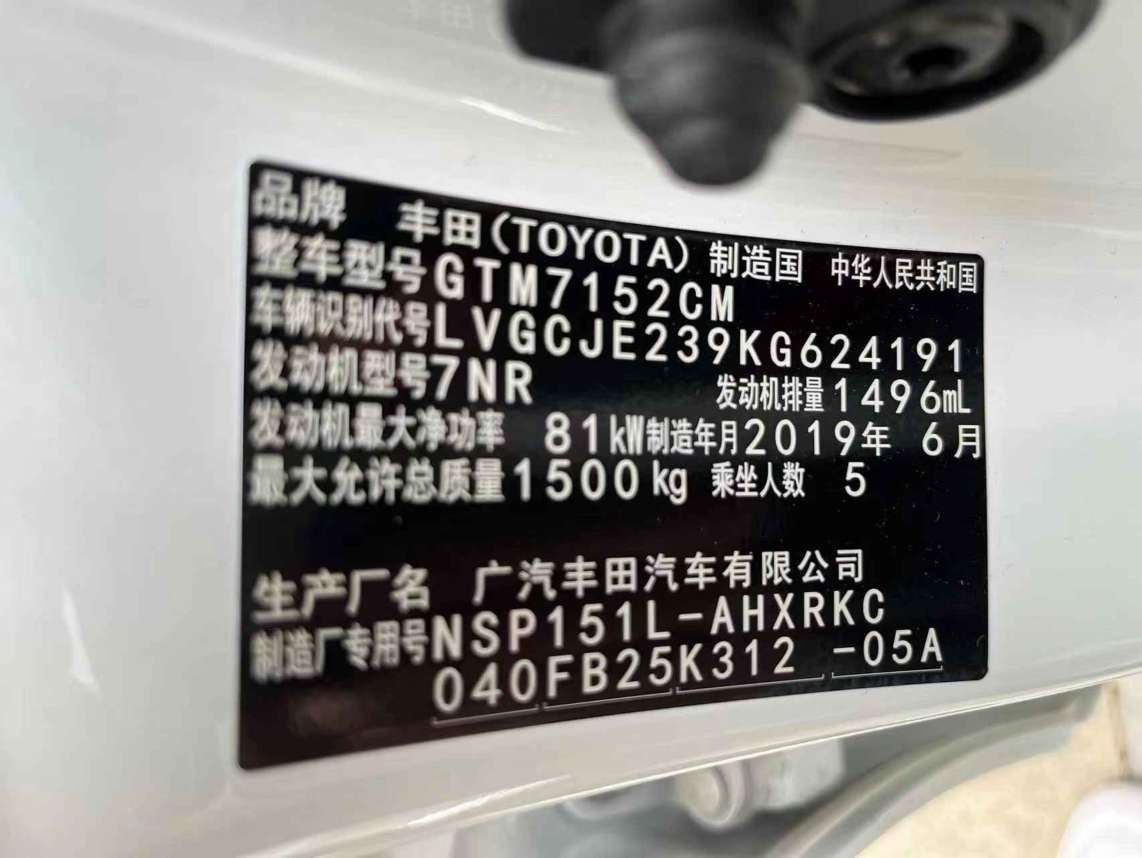 品牌 丰田(TOYOTA) 制造国 中华人民共和国
整车型号GTM7152CM
车辆识别代号LVGCJE239KG624191
发动机型号7NR 发动机排量1496mL
发动机最大净功率 81kW制造年月2019年 6月
最大允许总质量1500kg 乘坐人数 5
生产厂名 广汽丰田汽车有限公司
制造厂专用号NSP151L-AHXRKC
040FB25K312 -05A